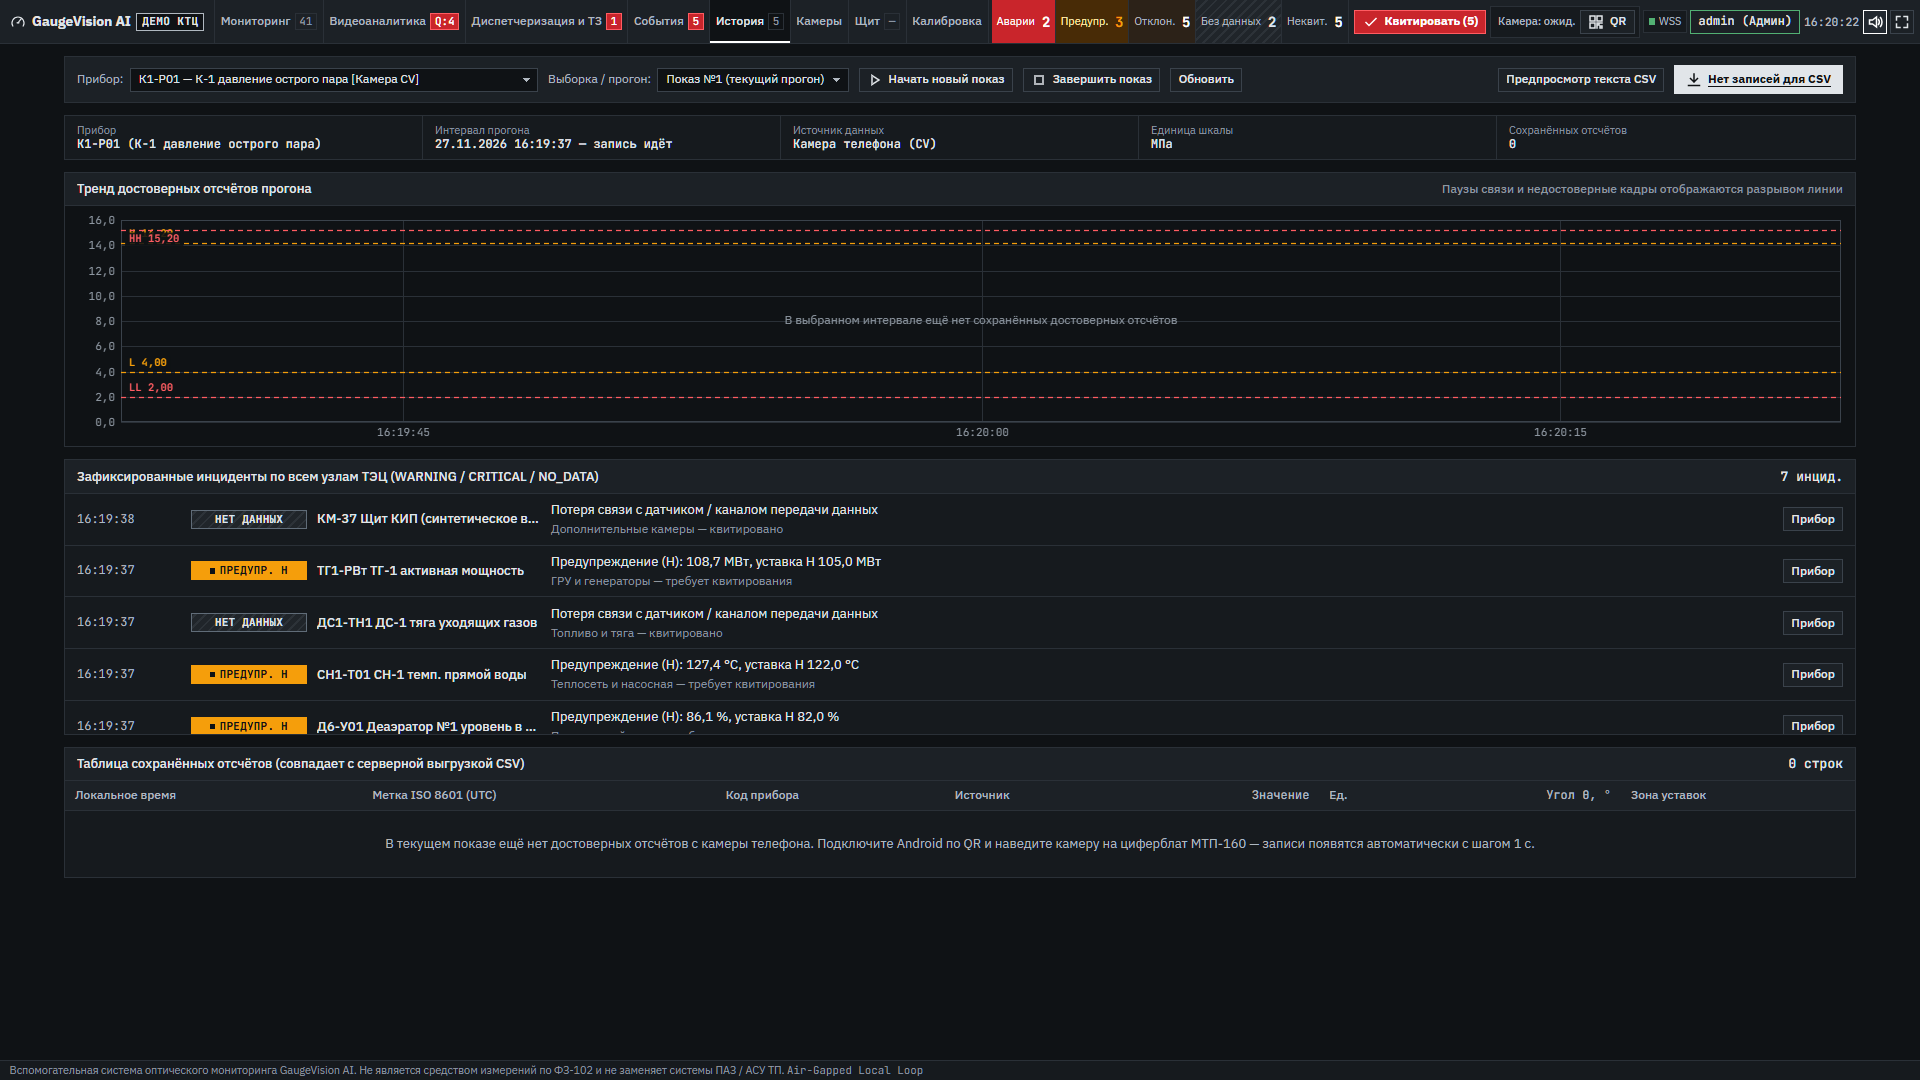 GaugeVision AI ДЕМО КТЦ Мониторинг 41 Видеоаналитика Q:4 Диспетчеризация и ТЗ 1 События 5 История 5 Камеры Щит — Калибровка Аварии 2 Предупр. 3 Отклон. 5 Без данных 2 Неквит. 5 Квитировать (5) Камера: ожид. QR WSS admin (Админ) 16:20:22
Прибор: К1-Р01 — К-1 давление острого пара [Камера CV] Выборка / прогон: Показ №1 (текущий прогон) Начать новый показ Завершить показ Обновить Предпросмотр текста CSV Нет записей для CSV
Прибор Интервал прогона Источник данных Единица шкалы Сохранённых отсчётов
К1-Р01 (К-1 давление острого пара) 27.11.2026 16:19:37 — запись идёт Камера телефона (CV) МПа 0
Тренд достоверных отсчётов прогона Паузы связи и недостоверные кадры отображаются разрывом линии
16,0
HH 15,20
14,0
12,0
10,0
8,0 В выбранном интервале ещё нет сохранённых достоверных отсчётов
6,0
L 4,00
4,0
LL 2,00
2,0
0,0
16:19:45 16:20:00 16:20:15
Зафиксированные инциденты по всем узлам ТЭЦ (WARNING / CRITICAL / NO_DATA) 7 инцид.
16:19:38 НЕТ ДАННЫХ КМ-37 Щит КИП (синтетическое в... Потеря связи с датчиком / каналом передачи данных Прибор
Дополнительные камеры — квитировано
16:19:37 ПРЕДУПР. H ТГ1-РВт ТГ-1 активная мощность Предупреждение (H): 108,7 МВт, уставка H 105,0 МВт Прибор
ГРУ и генераторы — требует квитирования
16:19:37 НЕТ ДАННЫХ ДС1-ТН1 ДС-1 тяга уходящих газов Потеря связи с датчиком / каналом передачи данных Прибор
Топливо и тяга — квитировано
16:19:37 ПРЕДУПР. H СН1-Т01 СН-1 темп. прямой воды Предупреждение (H): 127,4 °C, уставка H 122,0 °C Прибор
Теплосеть и насосная — требует квитирования
16:19:37 ПРЕДУПР. H Д6-У01 Деаэратор №1 уровень в ... Предупреждение (H): 86,1 %, уставка H 82,0 % Прибор
Таблица сохранённых отсчётов (совпадает с серверной выгрузкой CSV) 0 строк
Локальное время Метка ISO 8601 (UTC) Код прибора Источник Значение Ед. Угол θ, ° Зона уставок
В текущем показе ещё нет достоверных отсчётов с камеры телефона. Подключите Android по QR и наведите камеру на циферблат МТП-160 — записи появятся автоматически с шагом 1 с.
Вспомогательная система оптического мониторинга GaugeVision AI. Не является средством измерений по ФЗ-102 и не заменяет системы ПАЗ / АСУ ТП. Air-Gapped Local Loop